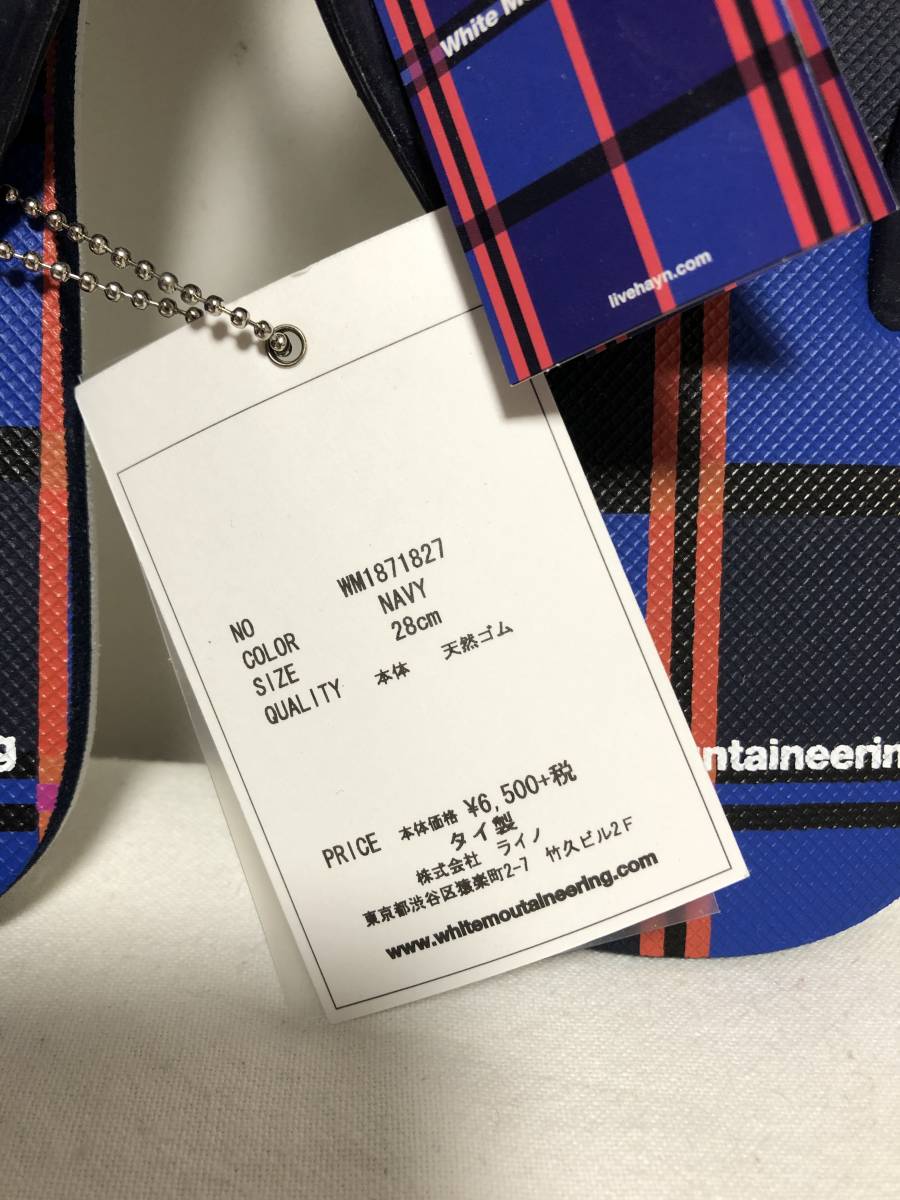 White M
livehayn.com
NO WM1871827
COLOR NAVY
SIZE 28cm
QUALITY 本体 天然ゴム
PRICE 本体価格 ¥6,500+税
タイ製
株式会社 ライノ
東京都渋谷区猿楽町2-7 竹久ビル2F
www.whitemoutaineering.com
g
ntaineerin